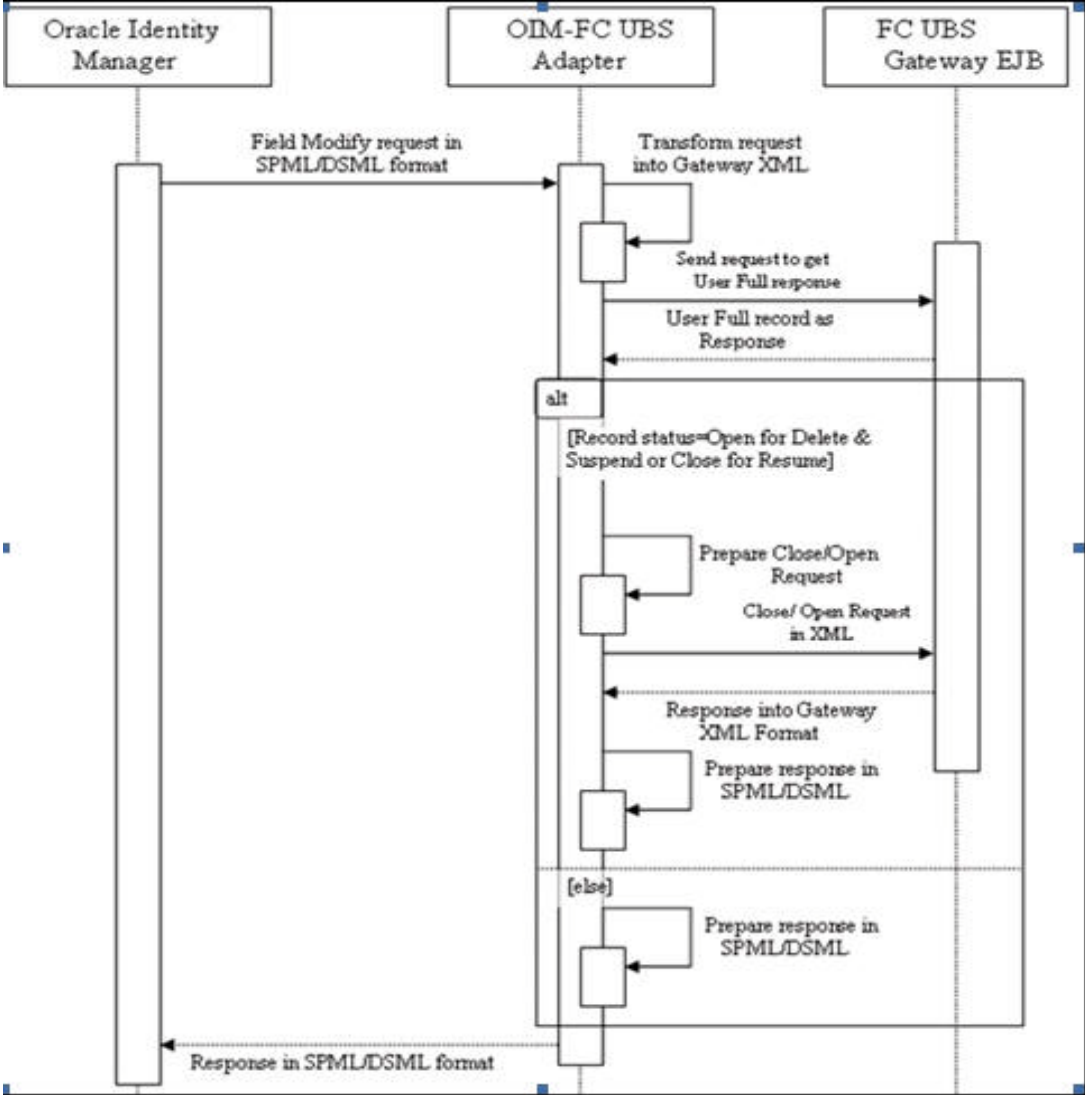 Oracle Identity
Manager
OIM-FC UBS
Adapter
FC UBS
Gateway EJB
Field Modify request in
SPML/DSML format
Transform request
into Gateway XML
Send request to get
User Full response
User Full record as
Response
alt
[Record status=Open for Delete &
Suspend or Close for Resume]
Prepare Close/Open
Request
Close/ Open Request
in XML
Response into Gateway
XML Format
Prepare response in
SPML/DSML
[else]
Prepare response in
SPML/DSML
Response in SPML/DSML format